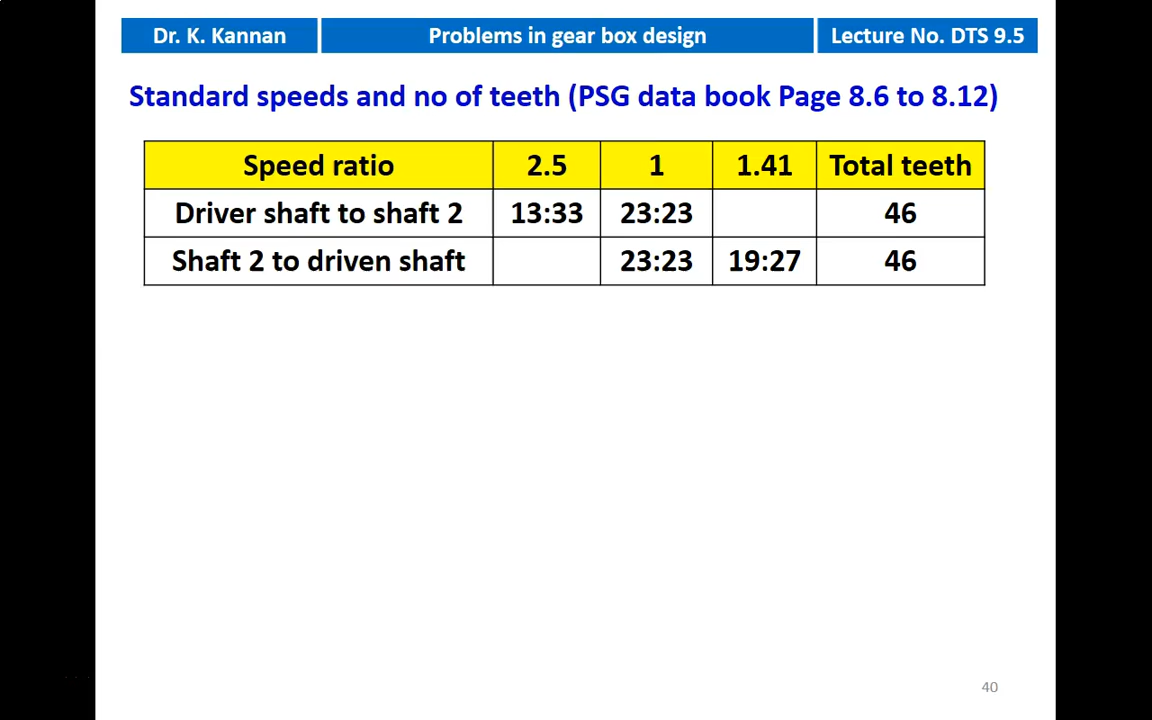 Dr. K. Kannan Problems in gear box design Lecture No. DTS 9.5
Standard speeds and no of teeth (PSG data book Page 8.6 to 8.12)
Speed ratio 2.5 1 1.41 Total teeth
Driver shaft to shaft 2 13:33 23:23 46
Shaft 2 to driven shaft 23:23 19:27 46
40